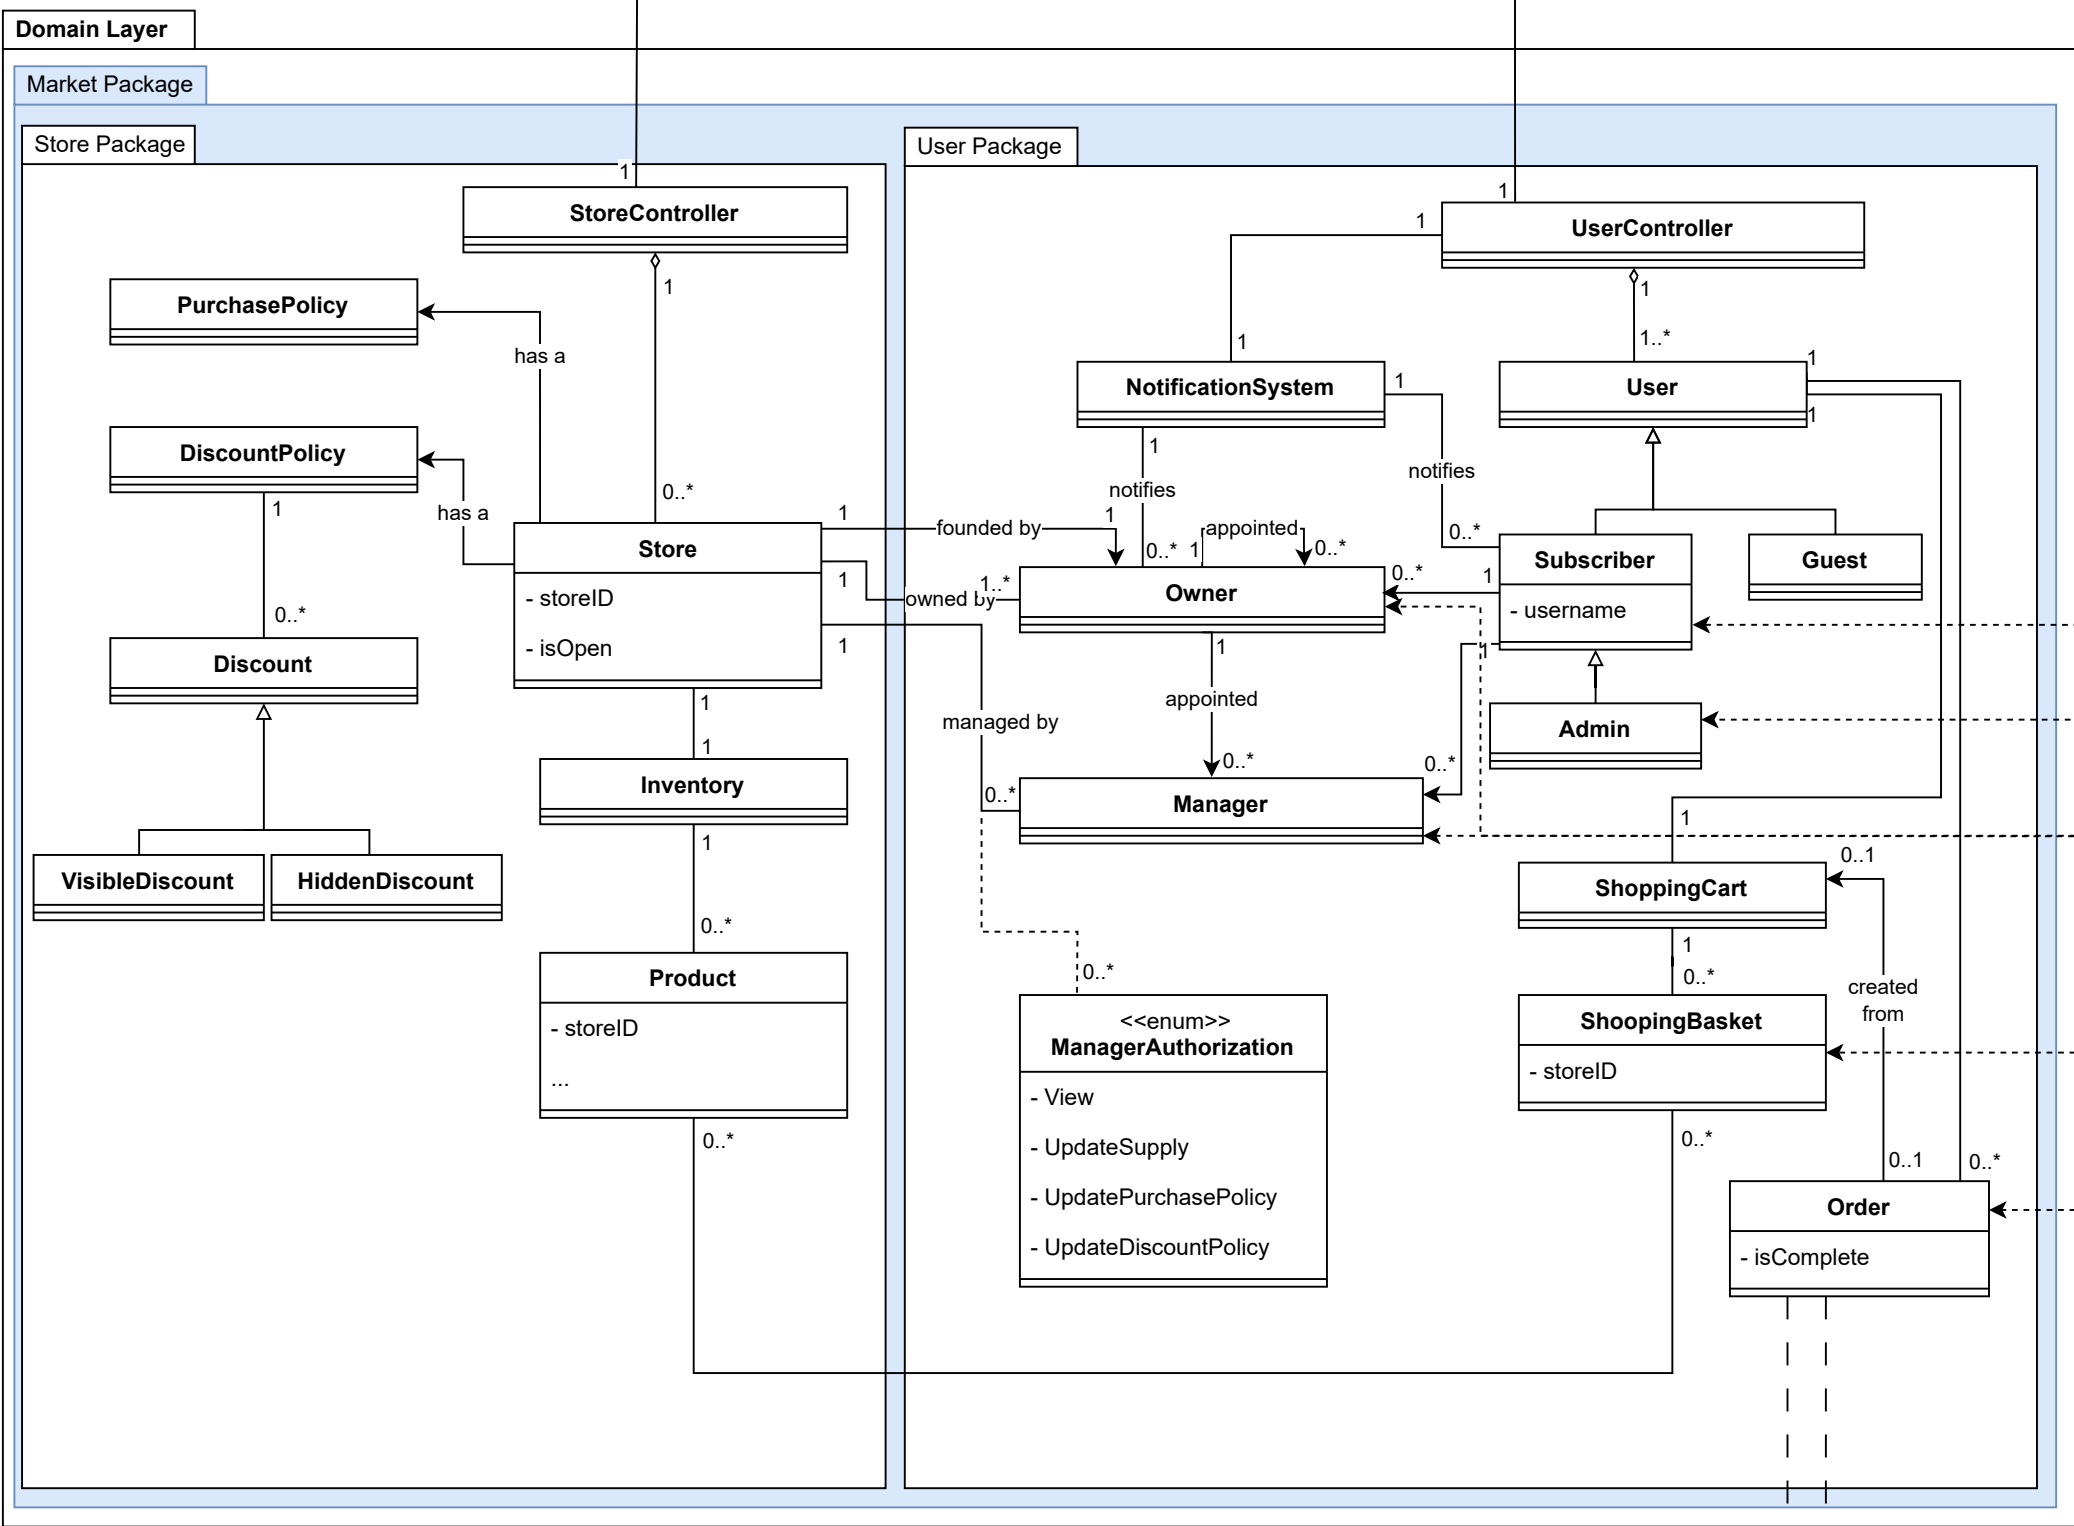 Domain Layer
Market Package
Store Package
User Package
1
StoreController
1
0..*
PurchasePolicy
has a
DiscountPolicy
has a
1
0..*
Discount
VisibleDiscount
HiddenDiscount
Store
- storeID
- isOpen
1
1
Inventory
1
0..*
Product
- storeID
...
0..*
1
founded by
1
1
owned by
1..*
1
managed by
0..*
1
UserController
1
1
1..*
1
NotificationSystem
1
notifies
0..*
1
notifies
0..*
User
1
1
1
appointed
0..*
Owner
0..*
1
Subscriber
- username
Guest
1
appointed
0..*
Manager
1
0..*
Admin
0..*
<<enum>>
ManagerAuthorization
- View
- UpdateSupply
- UpdatePurchasePolicy
- UpdateDiscountPolicy
1
ShoppingCart
0..1
1
0..*
ShoopingBasket
- storeID
0..*
created
from
0..1
0..*
Order
- isComplete